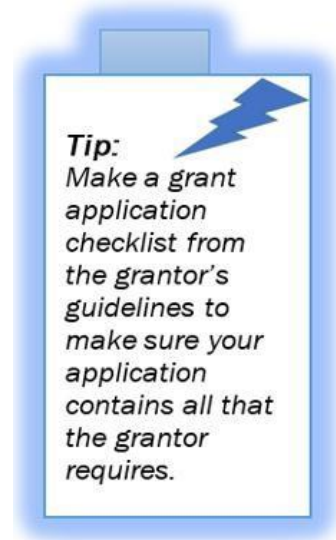 Tip:
Make a grant
application
checklist from
the grantor's
guidelines to
make sure your
application
contains all that
the grantor
requires.